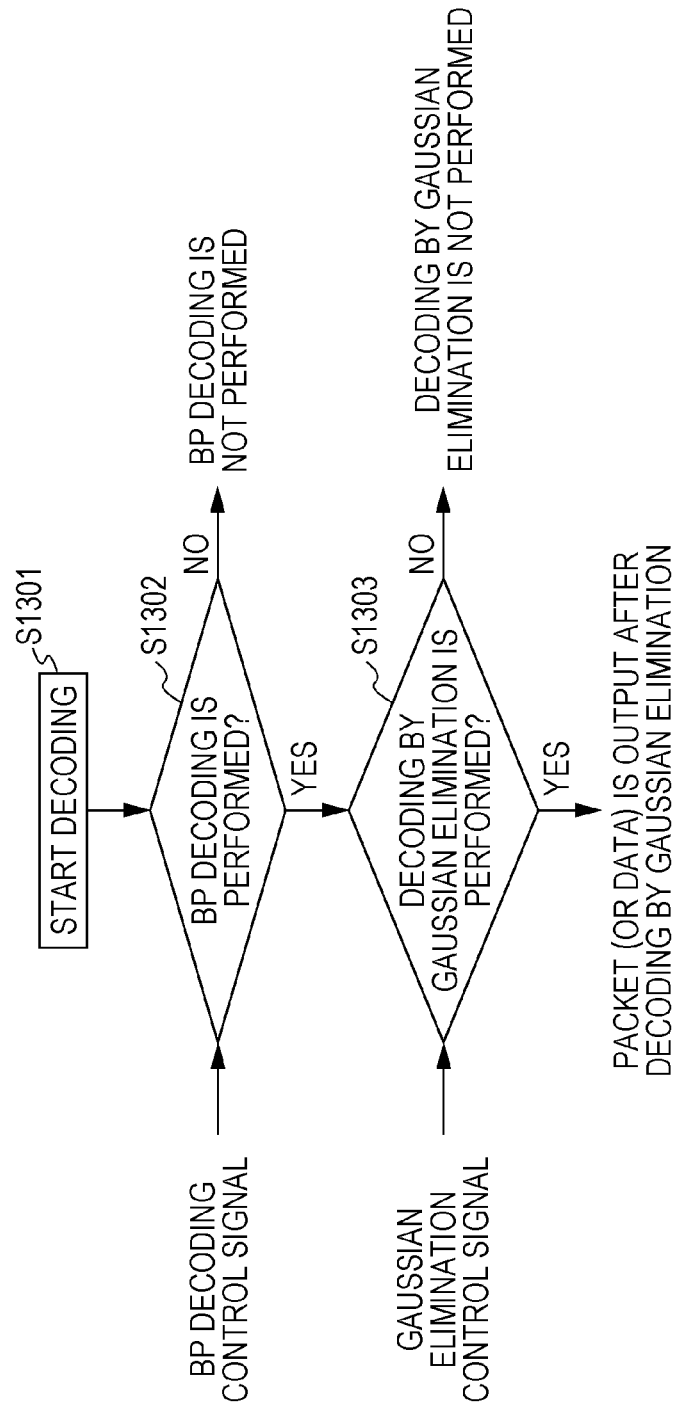 START DECODING
S1301
BP DECODING
CONTROL SIGNAL
BP DECODING IS
PERFORMED?
S1302
NO
BP DECODING IS
NOT PERFORMED
YES
GAUSSIAN
ELIMINATION
CONTROL SIGNAL
DECODING BY
GAUSSIAN ELIMINATION IS
PERFORMED?
S1303
NO
DECODING BY GAUSSIAN
ELIMINATION IS NOT PERFORMED
YES
PACKET (OR DATA) IS OUTPUT AFTER
DECODING BY GAUSSIAN ELIMINATION